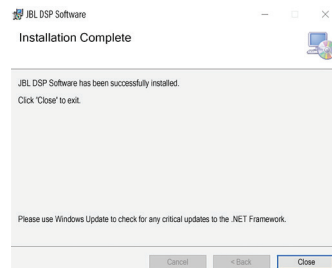 JBL DSP Software
Installation Complete
JBL DSP Software has been successfully installed.
Click 'Close' to exit.
Please use Windows Update to check for any critical updates to the .NET Framework.
Cancel
< Back
Close